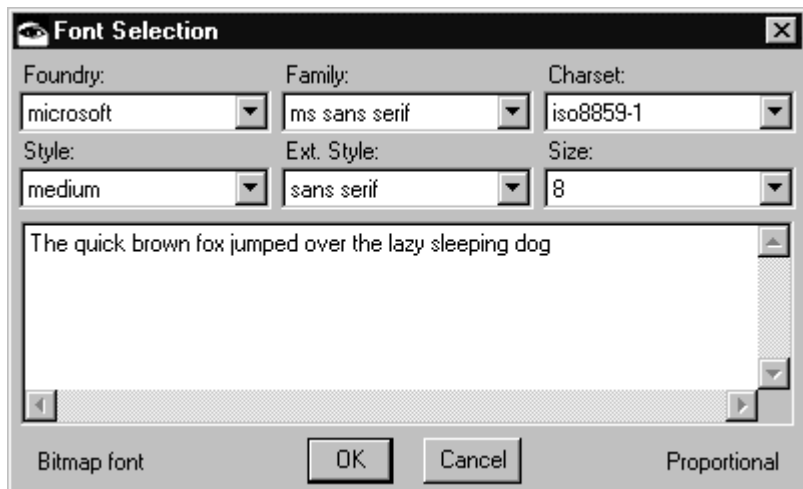 Font Selection
Foundry: Family: Charset:
microsoft ms sans serif iso8859-1
Style: Ext. Style: Size:
medium sans serif 8
The quick brown fox jumped over the lazy sleeping dog
Bitmap font OK Cancel Proportional